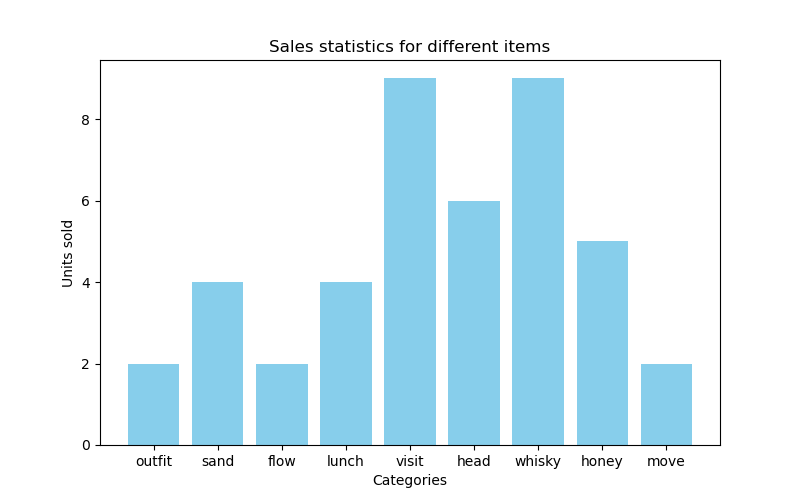 Sales statistics for different items
Units sold
8
6
4
2
0
outfit sand flow lunch visit head whisky honey move
Categories